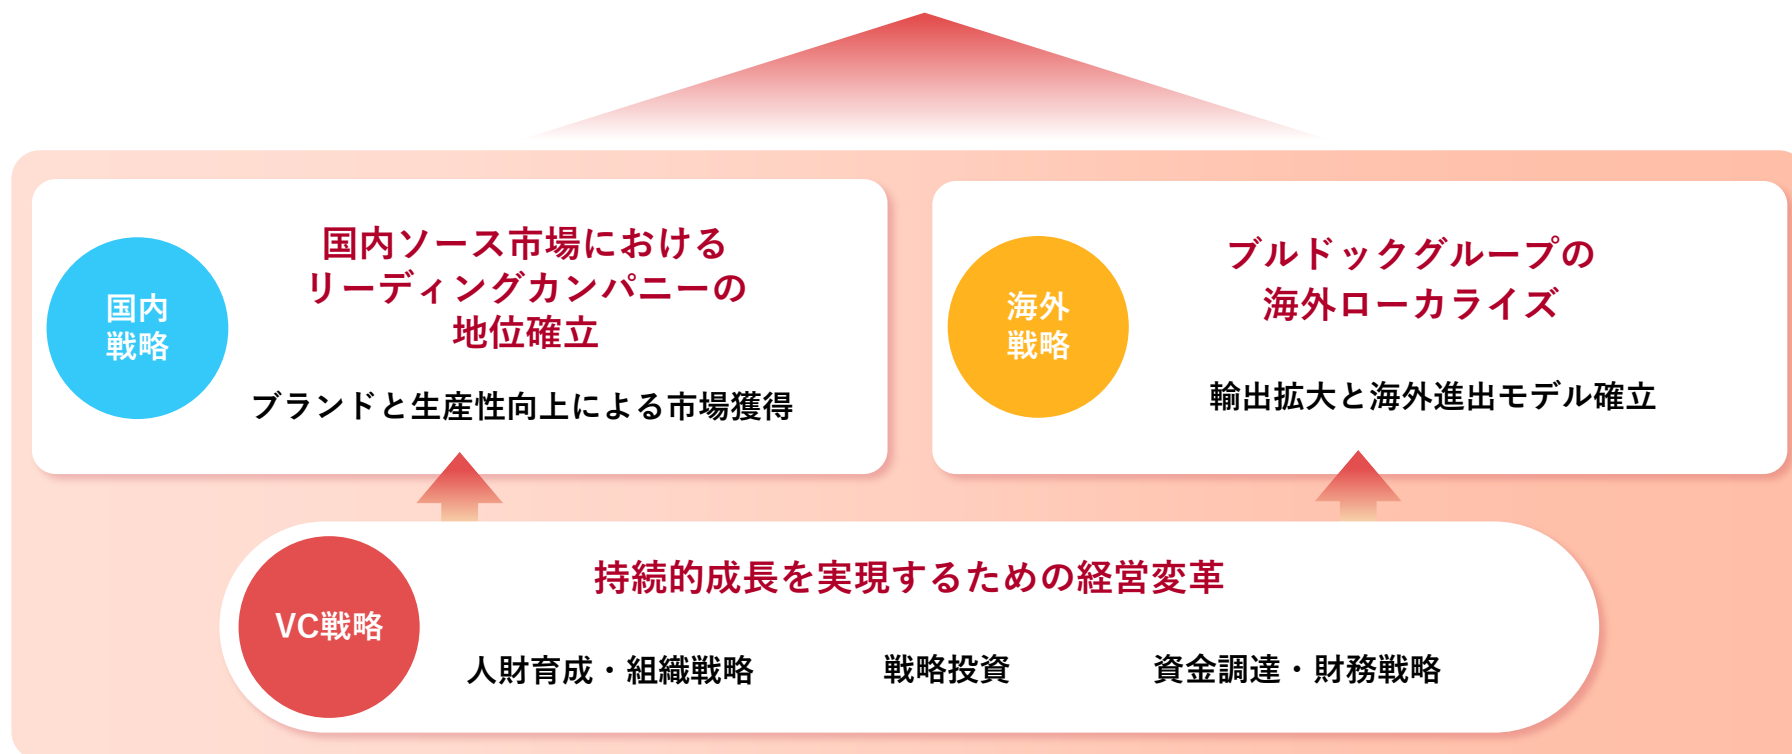 国内
戦略
国内ソース市場における
リーディングカンパニーの
地位確立
ブランドと生産性向上による市場獲得
海外
戦略
ブルドックグループの
海外ローカライズ
輸出拡大と海外進出モデル確立
VC戦略
持続的成長を実現するための経営変革
人財育成・組織戦略
戦略投資
資金調達・財務戦略